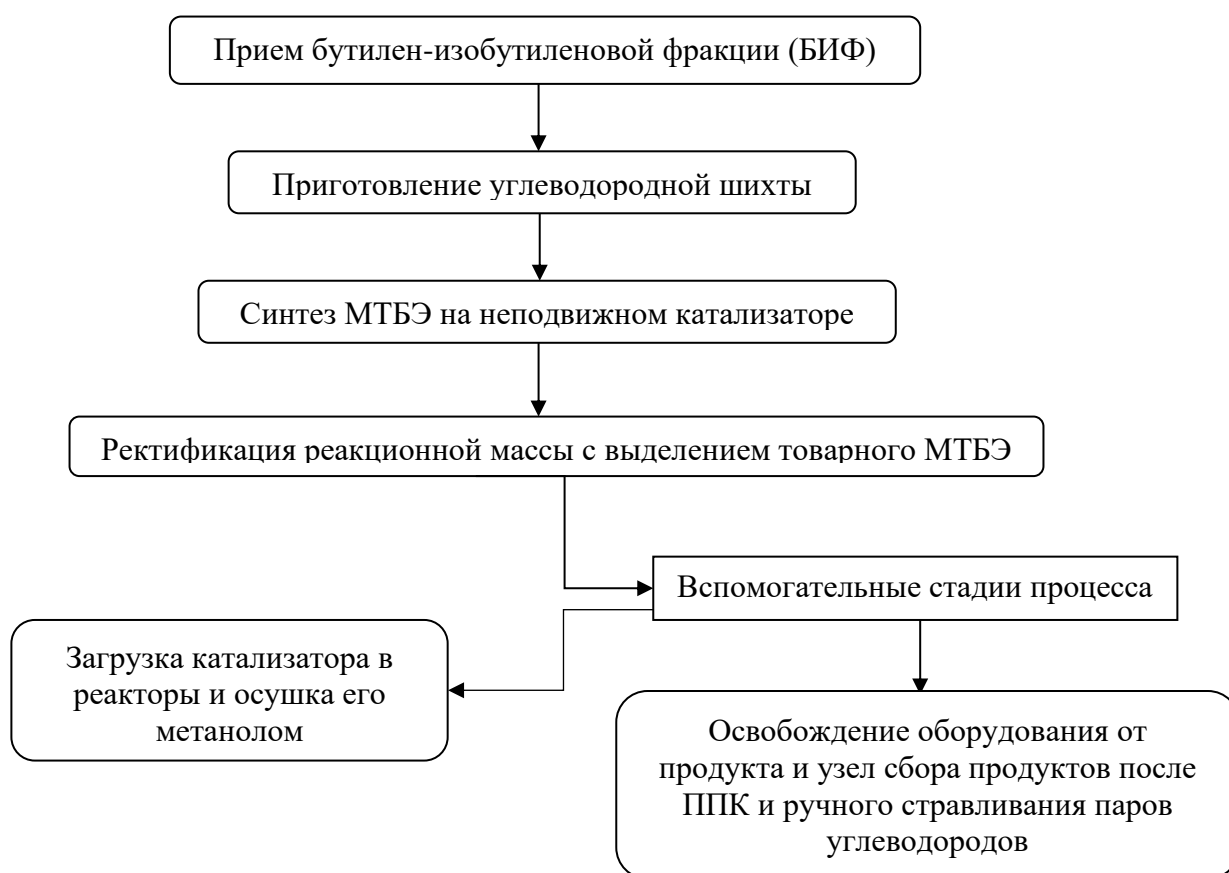 Прием бутилен-изобутиленовой фракции (БИФ)
Приготовление углеводородной шихты
Синтез МТБЭ на неподвижном катализаторе
Ректификация реакционной массы с выделением товарного МТБЭ
Вспомогательные стадии процесса
Загрузка катализатора в
реакторы и осушка его
метанолом
Освобождение оборудования от
продукта и узел сбора продуктов после
ППК и ручного стравливания паров
углеводородов